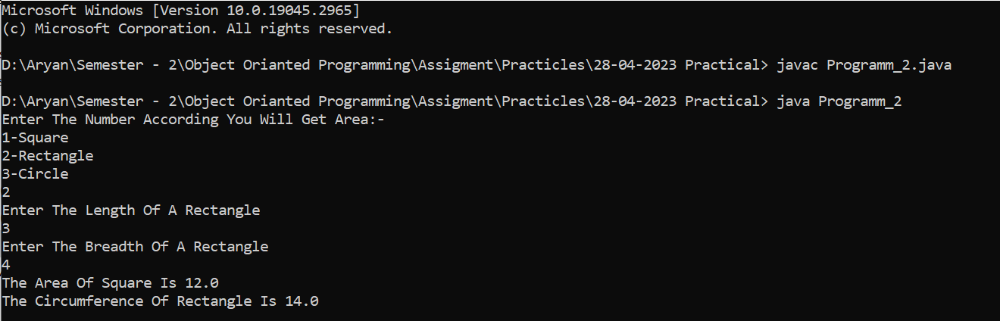 Microsoft Windows [Version 10.0.19045.2965]
(c) Microsoft Corporation. All rights reserved.
D:\Aryan\Semester - 2\Object Orianted Programming\Assigment\Practicles\28-04-2023 Practical> javac Programm_2.java
D:\Aryan\Semester - 2\Object Orianted Programming\Assigment\Practicles\28-04-2023 Practical> java Programm_2
Enter The Number According You Will Get Area:-
1-Square
2-Rectangle
3-Circle
2
Enter The Length Of A Rectangle
3
Enter The Breadth Of A Rectangle
4
The Area Of Square Is 12.0
The Circumference Of Rectangle Is 14.0